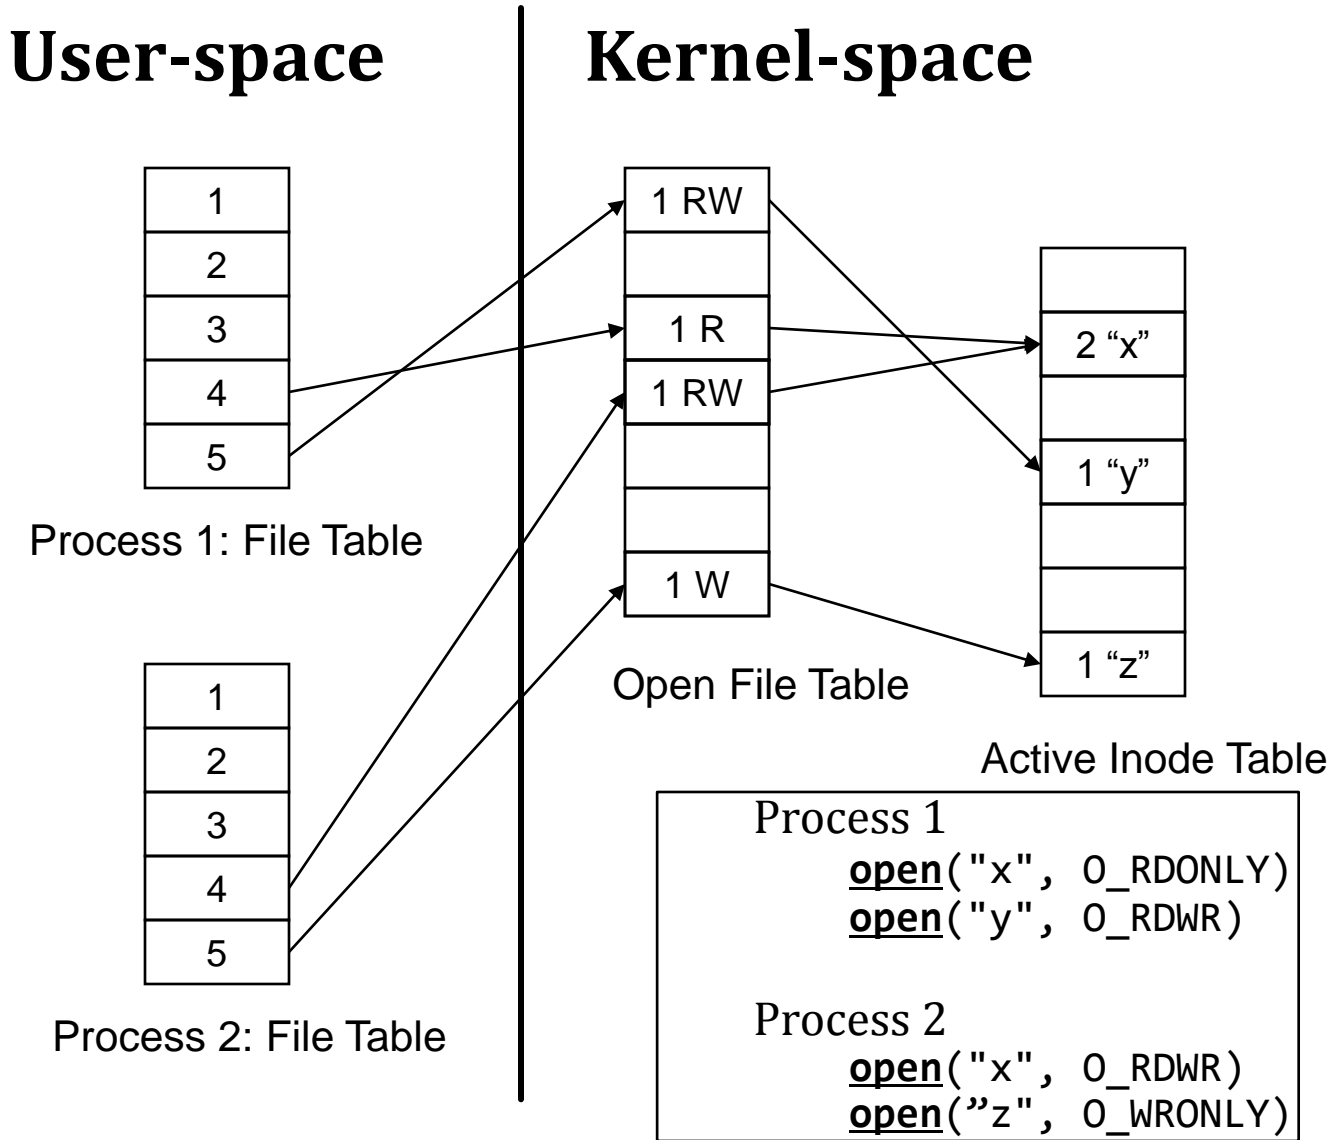 User-space
Kernel-space
1
2
3
4
5
Process 1: File Table
1
2
3
4
5
Process 2: File Table
1 RW
1 R
1 RW
1 W
Open File Table
2 “x”
1 “y”
1 “z”
Active Inode Table
Process 1
open("x", O_RDONLY)
open("y", O_RDWR)
Process 2
open("x", O_RDWR)
open(”z", O_WRONLY)